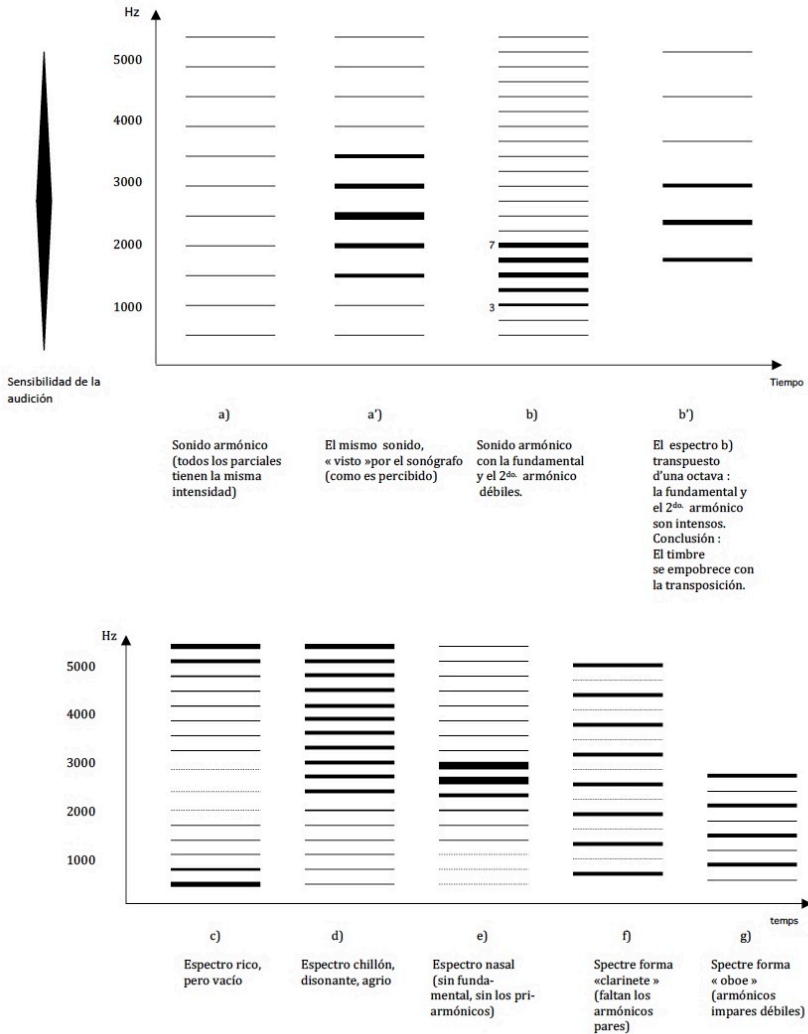 Hz
5000
4000
3000
2000
1000
7
3
Sensibilidad de la
audición
Tiempo
a)
Sonido armónico
(todos los parciales
tienen la misma
intensidad)
a')
El mismo sonido,
« visto »por el sonógrafo
(como es percibido)
b)
Sonido armónico
con la fundamental
y el 2do. armónico
débiles.
b')
El espectro b)
transpuesto
d'una octava :
la fundamental y
el 2do. armónico
son intensos.
Conclusión :
El timbre
se empobrece con
la transposición.
Hz
5000
4000
3000
2000
1000
temps
c)
Espectro rico,
pero vacío
d)
Espectro chillón,
disonante, agrio
e)
Espectro nasal
(sin funda-
mental, sin los pri-
armónicos)
f)
Spectre forma
«clarinete »
(faltan los
armónicos
pares)
g)
Spectre forma
« oboe »
(armónicos
impares débiles)